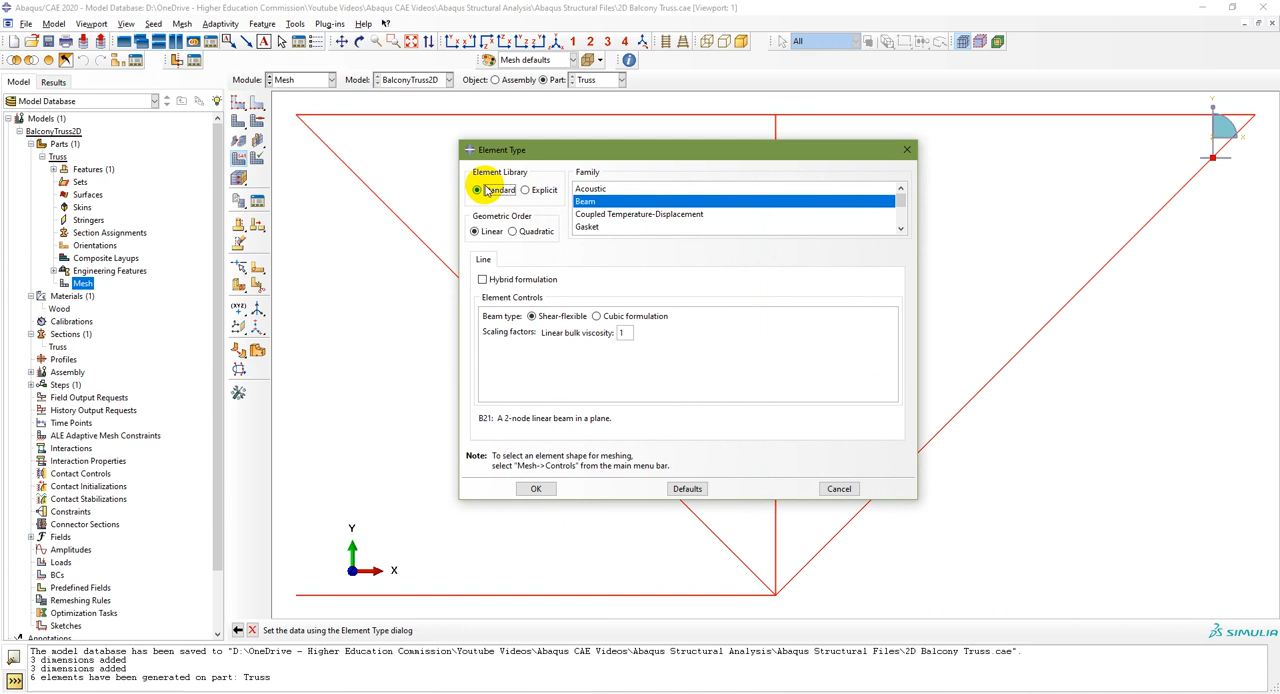 Abaqus/CAE 2020 - Model Database: D:\OneDrive - Higher Education Commission\Youtube Videos\Abaqus CAE Videos\Abaqus Structural Analysis\Abaqus Structural Files\2D Balcony Truss.cae [Viewport: 1]
File Model Viewport View Seed Mesh Adaptivity Feature Tools Plug-ins Help
1 2 3 4 All
Mesh defaults
Model Results Module: Mesh Model: BalconyTruss2D Object: Assembly Part: Truss
Model Database
Models (1)
BalconyTruss2D
Parts (1)
Truss
Features (1)
Sets
Surfaces
Skins
Stringers
Section Assignments
Orientations
Composite Layups
Engineering Features
Mesh
Materials (1)
Wood
Calibrations
Sections (1)
Truss
Profiles
Assembly
Steps (1)
Field Output Requests
History Output Requests
Time Points
ALE Adaptive Mesh Constraints
Interactions
Interaction Properties
Contact Controls
Contact Initializations
Contact Stabilizations
Constraints
Connector Sections
Fields
Amplitudes
Loads
BCs
Predefined Fields
Remeshing Rules
Optimization Tasks
Sketches
Annotations
Element Type
Element Library
Standard Explicit
Geometric Order
Linear Quadratic
Family
Acoustic
Beam
Coupled Temperature-Displacement
Gasket
Line
Hybrid formulation
Element Controls
Beam type: Shear-flexible Cubic formulation
Scaling factors: Linear bulk viscosity: 1
B21: A 2-node linear beam in a plane.
Note: To select an element shape for meshing,
select "Mesh->Controls" from the main menu bar.
OK Defaults Cancel
Y
X
Y
X
Set the data using the Element Type dialog
SIMULIA
The model database has been saved to "D:\OneDrive - Higher Education Commission\Youtube Videos\Abaqus CAE Videos\Abaqus Structural Analysis\Abaqus Structural Files\2D Balcony Truss.cae".
3 dimensions added
3 dimensions added
6 elements have been generated on part: Truss